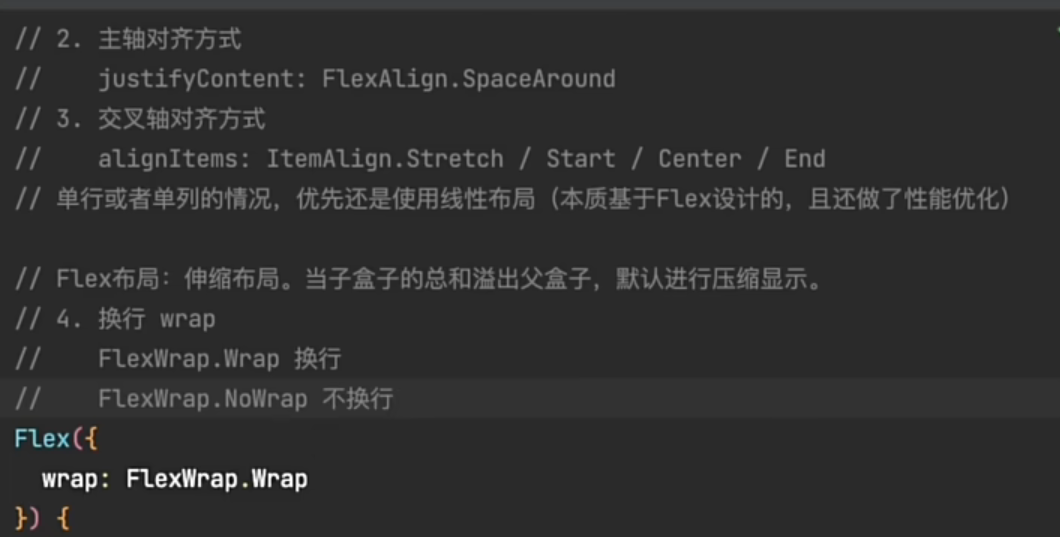 // 2. 主轴对齐方式
//    justifyContent: FlexAlign.SpaceAround
// 3. 交叉轴对齐方式
//    alignItems: ItemAlign.Stretch / Start / Center / End
// 单行或者单列的情况，优先还是使用线性布局（本质基于Flex设计的，且还做了性能优化）
// Flex布局：伸缩布局。当子盒子的总和溢出父盒子，默认进行压缩显示。
// 4. 换行 wrap
//    FlexWrap.Wrap 换行
//    FlexWrap.NoWrap 不换行
Flex({
  wrap: FlexWrap.Wrap
}) {